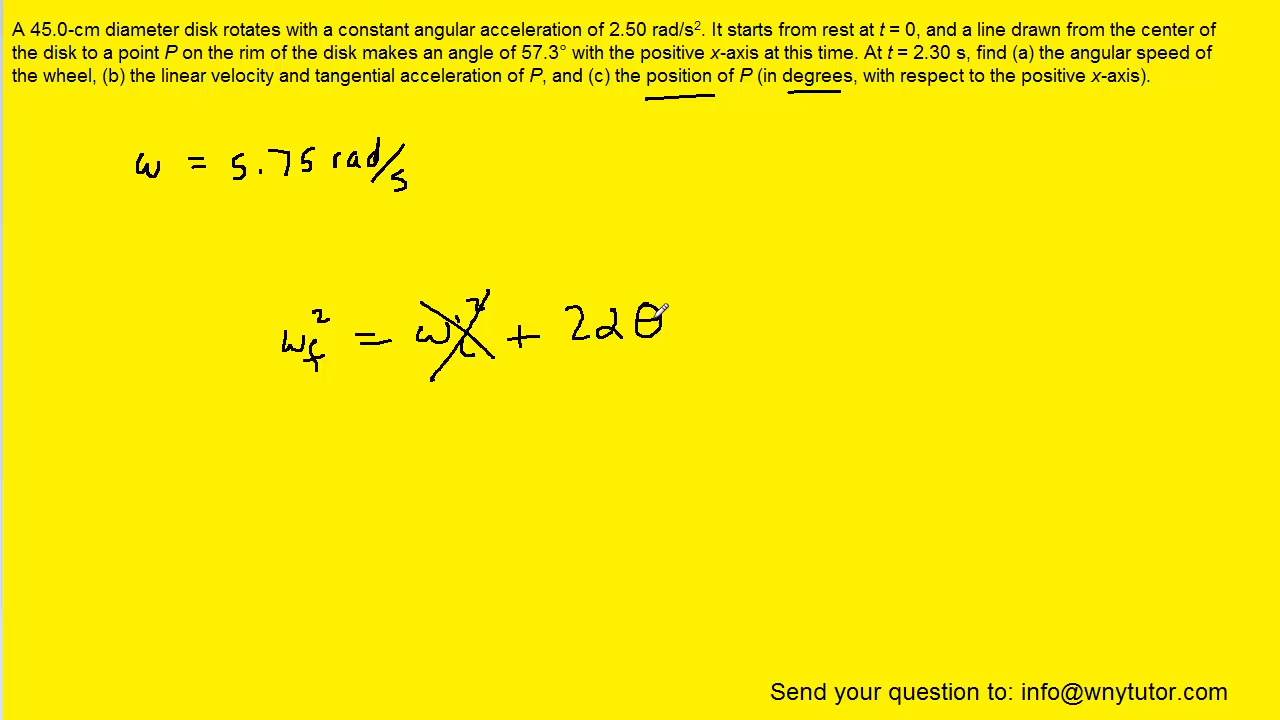 A 45.0-cm diameter disk rotates with a constant angular acceleration of 2.50 rad/s². It starts from rest at t = 0, and a line drawn from the center of
the disk to a point P on the rim of the disk makes an angle of 57.3° with the positive x-axis at this time. At t = 2.30 s, find (a) the angular speed of
the wheel, (b) the linear velocity and tangential acceleration of P, and (c) the position of P (in degrees, with respect to the positive x-axis).
ω = 5.75 rad/s
ω_f² = ω_i² + 2αθ
Send your question to: info@wnytutor.com